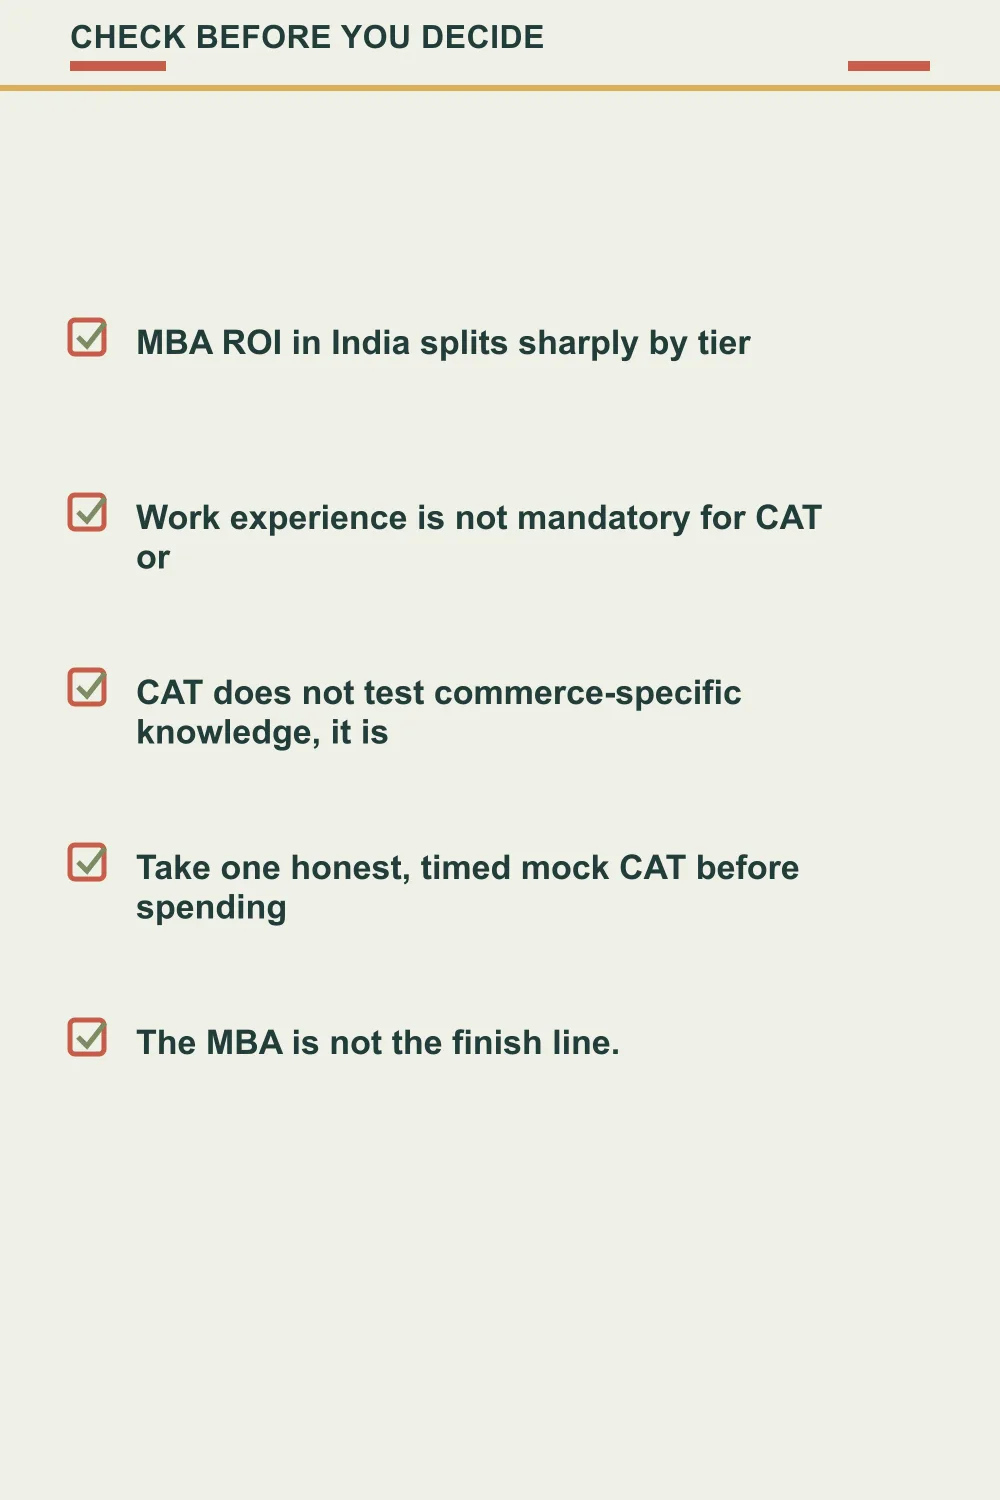 CHECK BEFORE YOU DECIDE
MBA ROI in India splits sharply by tier
Work experience is not mandatory for CAT
or
CAT does not test commerce-specific
knowledge, it is
Take one honest, timed mock CAT before
spending
The MBA is not the finish line.